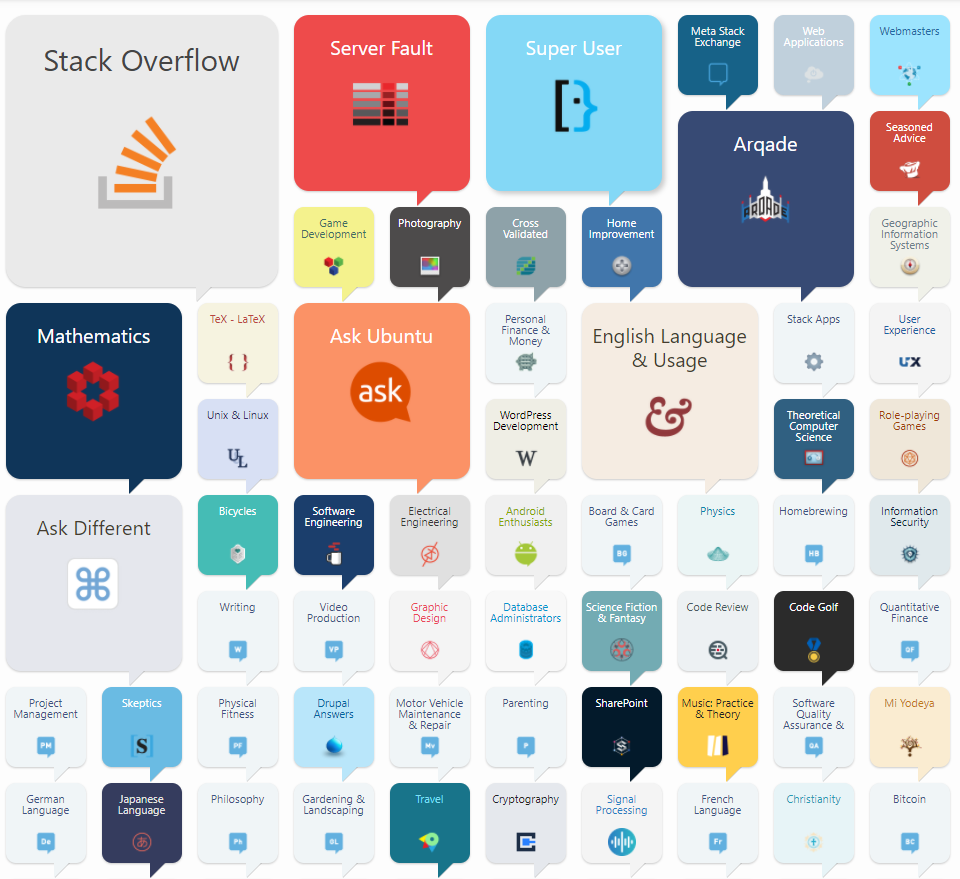 Stack Overflow
Server Fault
Super User
Meta Stack
Exchange
Web
Applications
Webmasters
Arqade
ARQADE
Seasoned
Advice
Game
Development
Photography
Cross
Validated
Home
Improvement
Geographic
Information
Systems
Mathematics
TeX - LaTeX
{ }
Ask Ubuntu
ask
Personal
Finance &
Money
English Language
& Usage
&
Stack Apps
User
Experience
UX
Unix & Linux
UL
WordPress
Development
W
Theoretical
Computer
Science
Role-playing
Games
Ask Different
⌘
Bicycles
Software
Engineering
Electrical
Engineering
Android
Enthusiasts
Board & Card
Games
BG
Physics
Homebrewing
HB
Information
Security
Writing
W
Video
Production
VP
Graphic
Design
Database
Administrators
Science Fiction
& Fantasy
Code Review
Code Golf
Quantitative
Finance
QF
Project
Management
PM
Skeptics
[S]
Physical
Fitness
PF
Drupal
Answers
Motor Vehicle
Maintenance
& Repair
Mv
Parenting
P
SharePoint
S
Music: Practice
& Theory
Software
Quality
Assurance &
QA
Mi Yodeya
German
Language
De
Japanese
Language
あ
Philosophy
Ph
Gardening &
Landscaping
GL
Travel
Cryptography
Signal
Processing
French
Language
Fr
Christianity
Bitcoin
BC